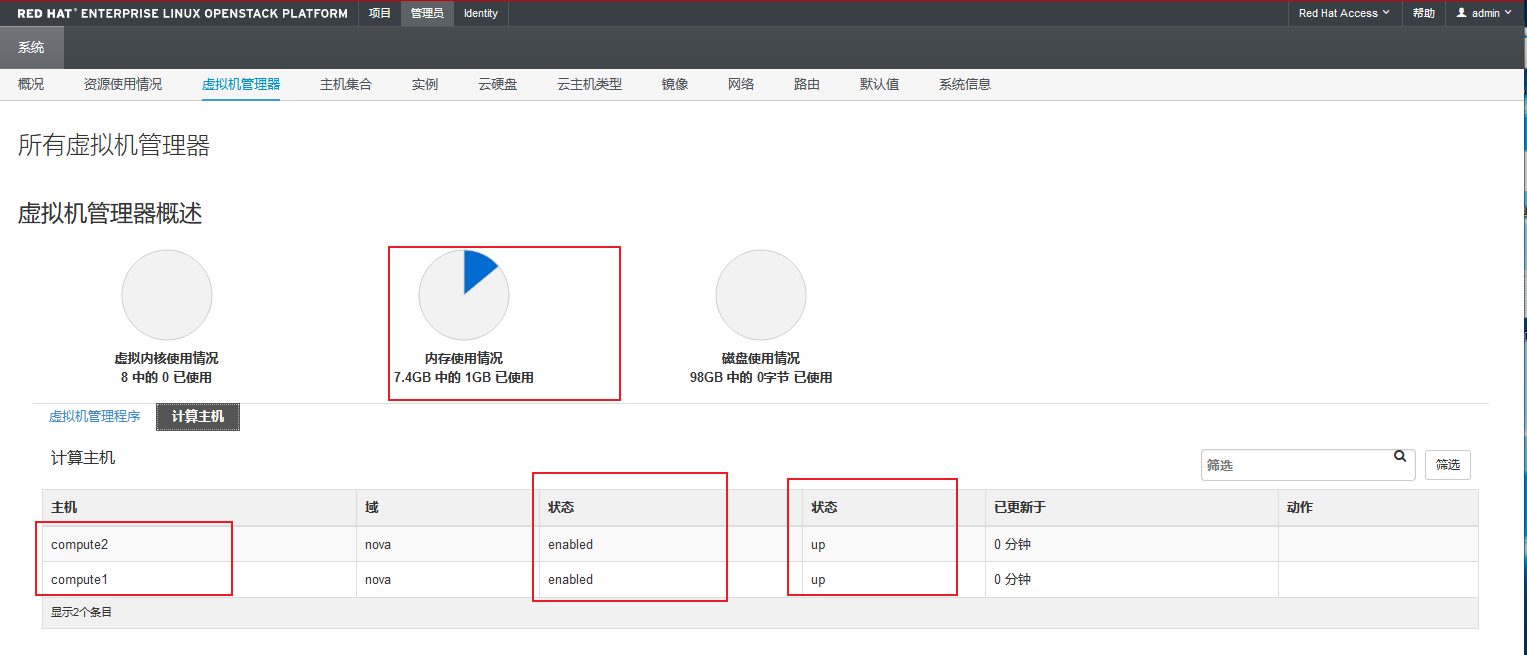 RED HAT® ENTERPRISE LINUX OPENSTACK PLATFORM 项目 管理员 Identity Red Hat Access 帮助 admin
系统
概况 资源使用情况 虚拟机管理器 主机集合 实例 云硬盘 云主机类型 镜像 网络 路由 默认值 系统信息
所有虚拟机管理器
虚拟机管理器概述
虚拟内核使用情况 内存使用情况 磁盘使用情况
8 中的 0 已使用 7.4GB 中的 1GB 已使用 98GB 中的 0字节 已使用
虚拟机管理程序 计算主机
计算主机
筛选 筛选
主机 域 状态 状态 已更新于 动作
compute2 nova enabled up 0 分钟
compute1 nova enabled up 0 分钟
显示2个条目